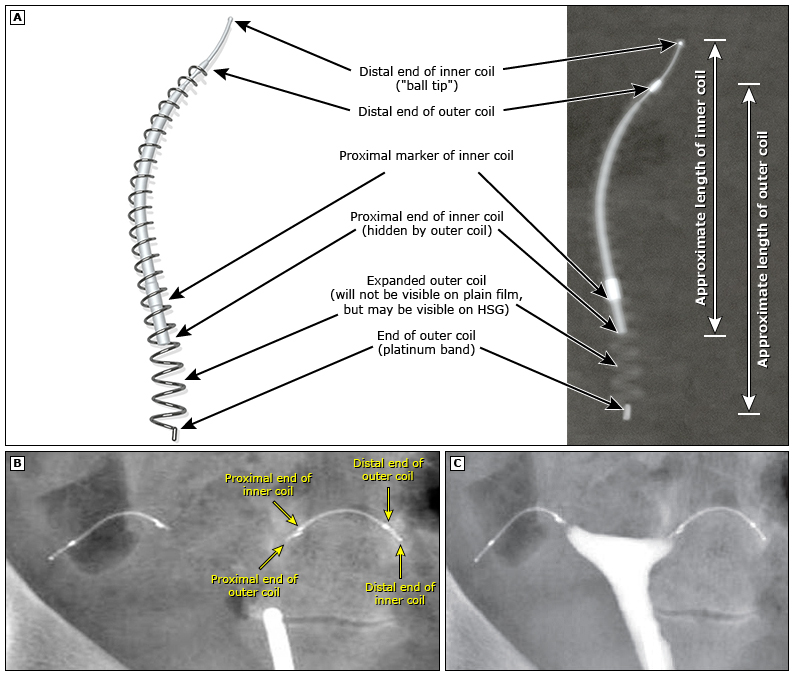 A
Distal end of inner coil
("ball tip")
Distal end of outer coil
Proximal marker of inner coil
Proximal end of inner coil
(hidden by outer coil)
Expanded outer coil
(will not be visible on plain film,
but may be visible on HSG)
End of outer coil
(platinum band)
Approximate length of inner coil
Approximate length of outer coil
B
Proximal end of
inner coil
Distal end of
outer coil
Proximal end of
outer coil
Distal end of
inner coil
C